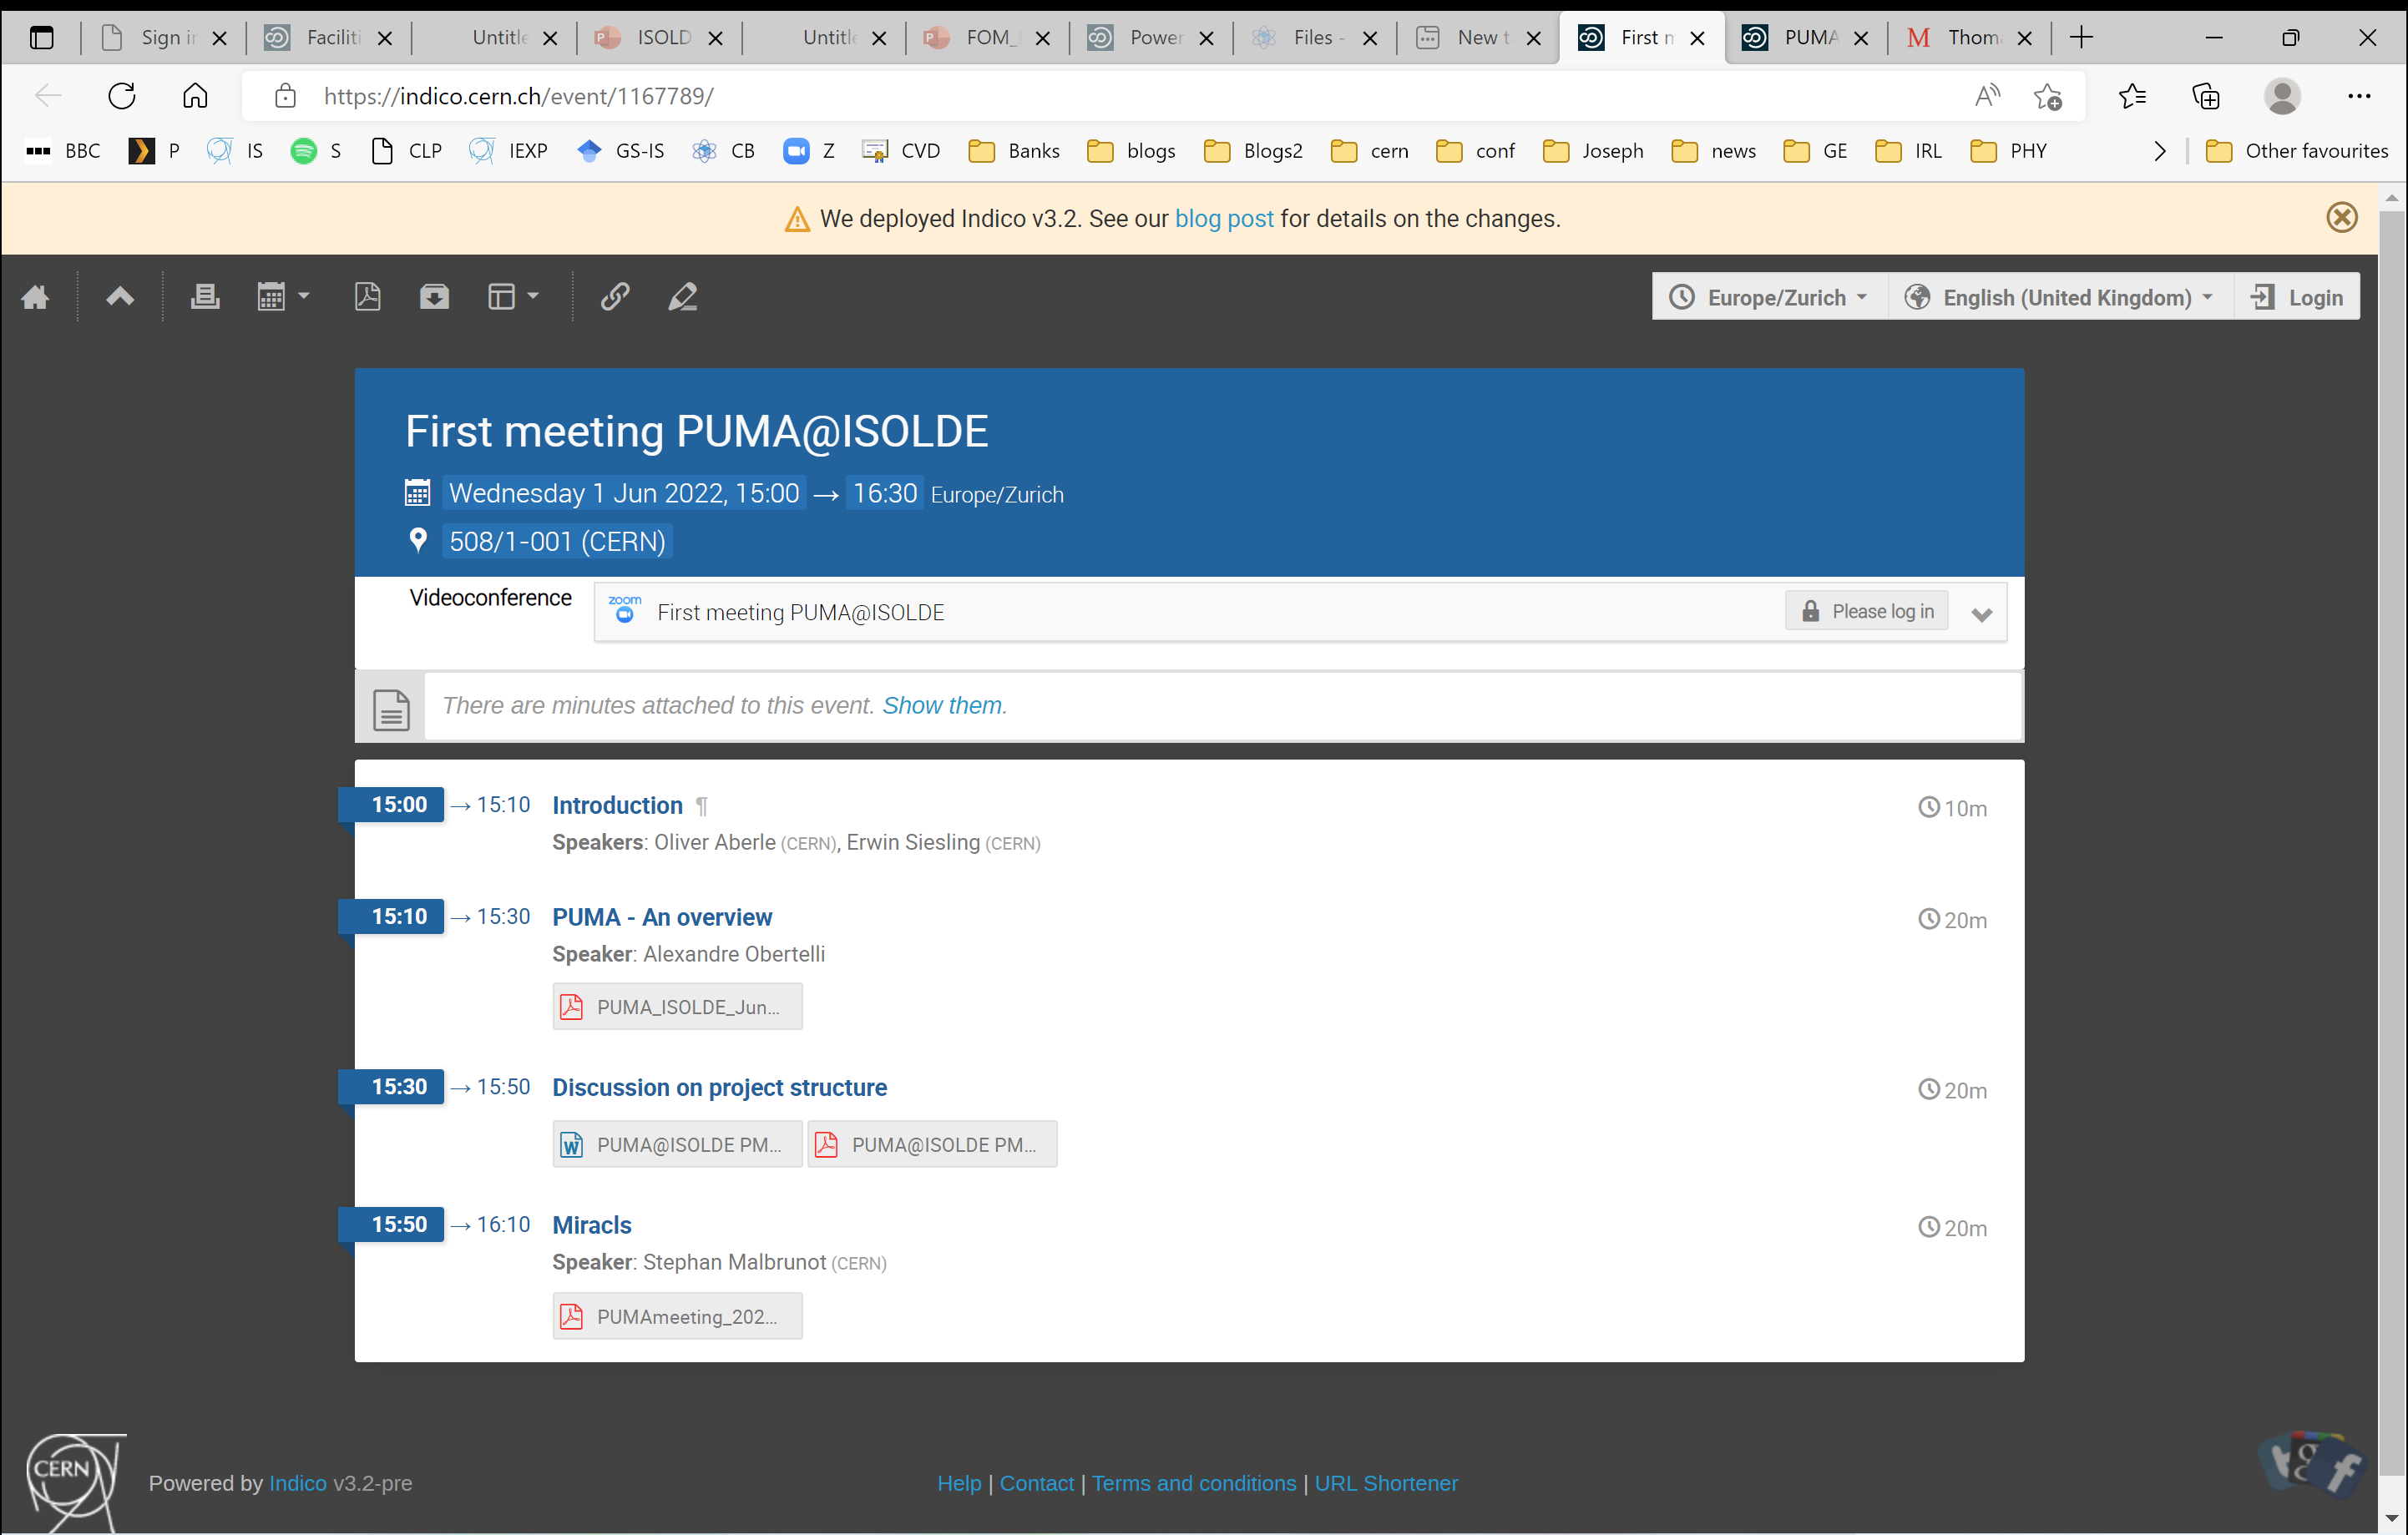 Sign in
Faciliti
Untitle
ISOLD
Untitle
FOM_
Power
Files -
New t
First m
PUMA
Thom
https://indico.cern.ch/event/1167789/
BBC P IS S CLP IEXP GS-IS CB Z CVD Banks blogs Blogs2 cern conf Joseph news GE IRL PHY Other favourites
We deployed Indico v3.2. See our blog post for details on the changes.
Europe/Zurich English (United Kingdom) Login
First meeting PUMA@ISOLDE
Wednesday 1 Jun 2022, 15:00 → 16:30 Europe/Zurich
508/1-001 (CERN)
Videoconference
zoom
First meeting PUMA@ISOLDE
Please log in
There are minutes attached to this event. Show them.
15:00 → 15:10 Introduction ¶ 10m
Speakers: Oliver Aberle (CERN), Erwin Siesling (CERN)
15:10 → 15:30 PUMA - An overview 20m
Speaker: Alexandre Obertelli
PUMA_ISOLDE_Jun...
15:30 → 15:50 Discussion on project structure 20m
PUMA@ISOLDE PM... PUMA@ISOLDE PM...
15:50 → 16:10 Miracls 20m
Speaker: Stephan Malbrunot (CERN)
PUMAmeeting_202...
CERN
Powered by Indico v3.2-pre
Help | Contact | Terms and conditions | URL Shortener